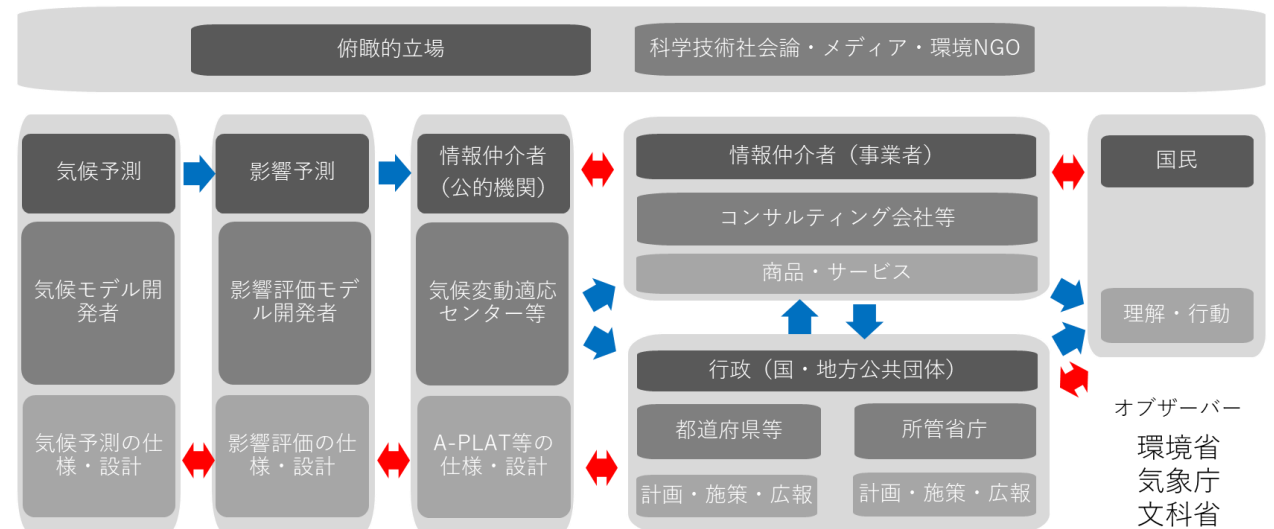 俯瞰的立場
科学技術社会論・メディア・環境NGO
気候予測
気候モデル開
発者
気候予測の仕
様・設計
影響予測
影響評価モデ
ル開発者
影響評価の仕
様・設計
情報仲介者
（公的機関）
気候変動適応
センター等
A-PLAT等の
仕様・設計
情報仲介者（事業者）
コンサルティング会社等
商品・サービス
行政（国・地方公共団体）
都道府県等
所管省庁
計画・施策・広報
計画・施策・広報
国民
理解・行動
オブザーバー
環境省
気象庁
文科省